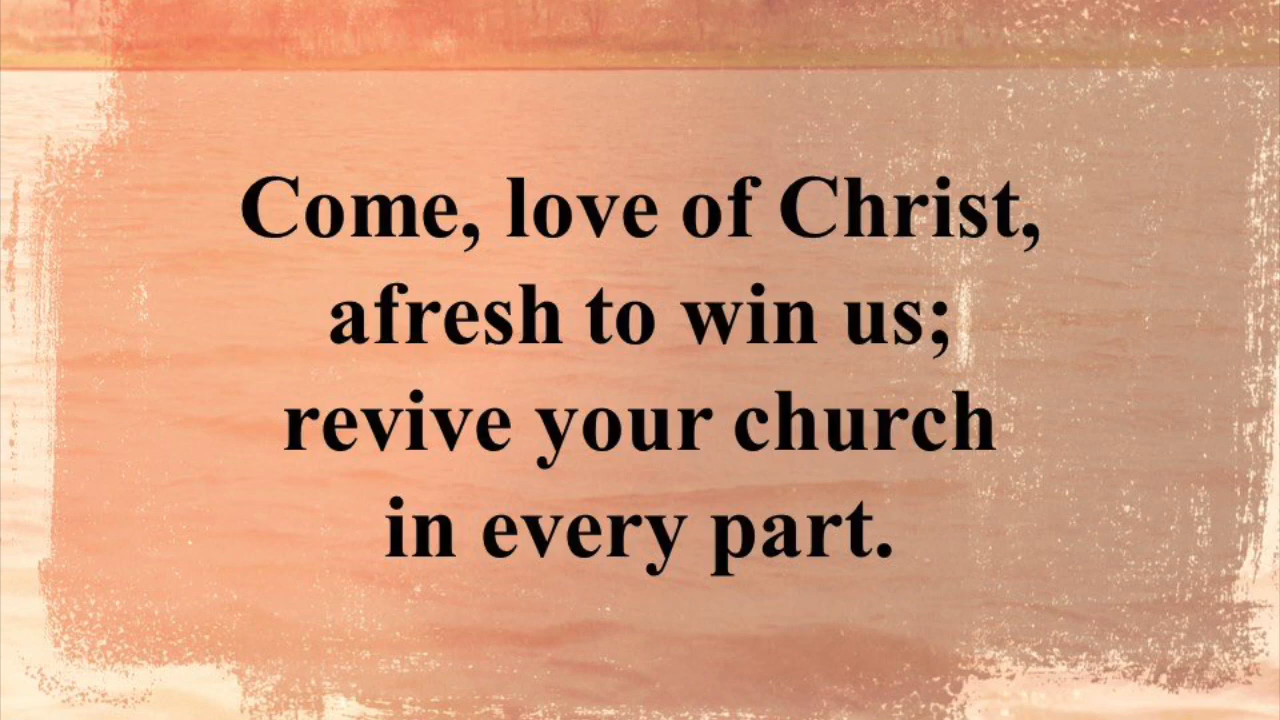 Come, love of Christ,
afresh to win us;
revive your church
in every part.